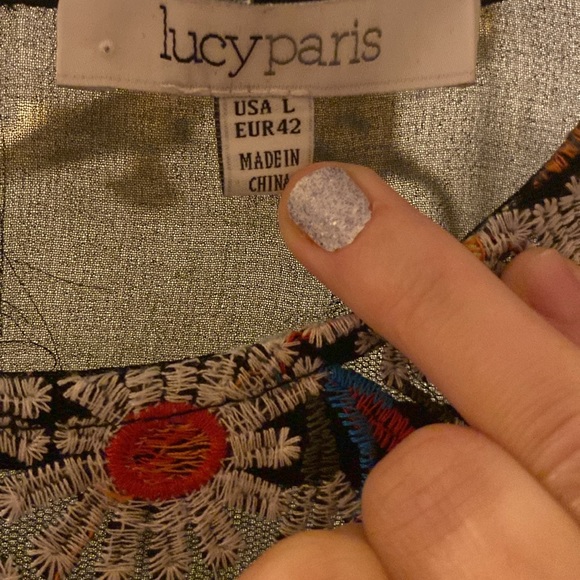 lucyparis
USA L
EUR42
MADE IN
CHINA